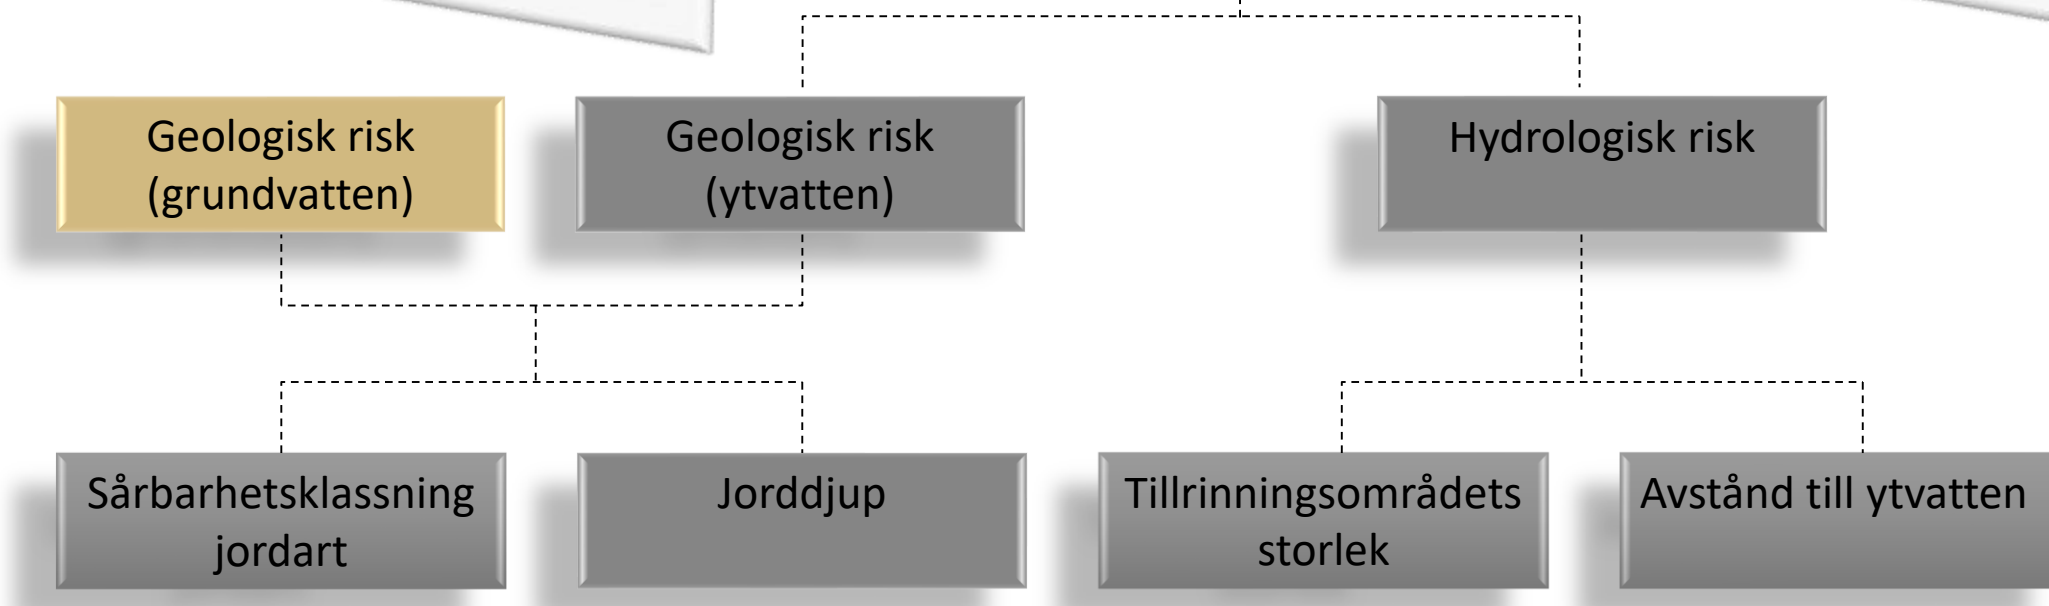 Geologisk risk
(grundvatten)
Geologisk risk
(ytvatten)
Hydrologisk risk
Sårbarhetsklassning
jordart
Jorddjup
Tillrinningsområdets
storlek
Avstånd till ytvatten